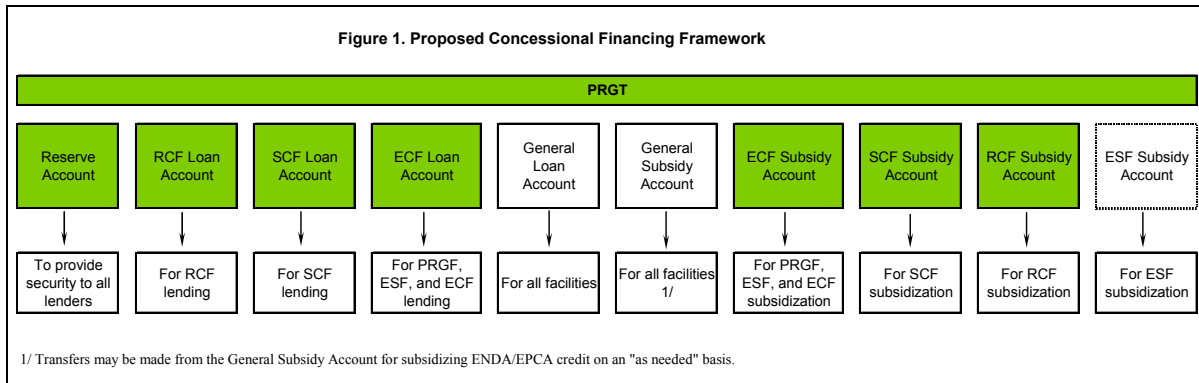 Figure 1. Proposed Concessional Financing Framework
PRGT
Reserve
Account
RCF Loan
Account
SCF Loan
Account
ECF Loan
Account
General
Loan
Account
General
Subsidy
Account
ECF Subsidy
Account
SCF Subsidy
Account
RCF Subsidy
Account
ESF Subsidy
Account
To provide
security to all
lenders
For RCF
lending
For SCF
lending
For PRGF,
ESF, and ECF
lending
For all facilities
For all facilities
1/
For PRGF,
ESF, and ECF
subsidization
For SCF
subsidization
For RCF
subsidization
For ESF
subsidization
1/ Transfers may be made from the General Subsidy Account for subsidizing ENDA/EPCA credit on an "as needed" basis.